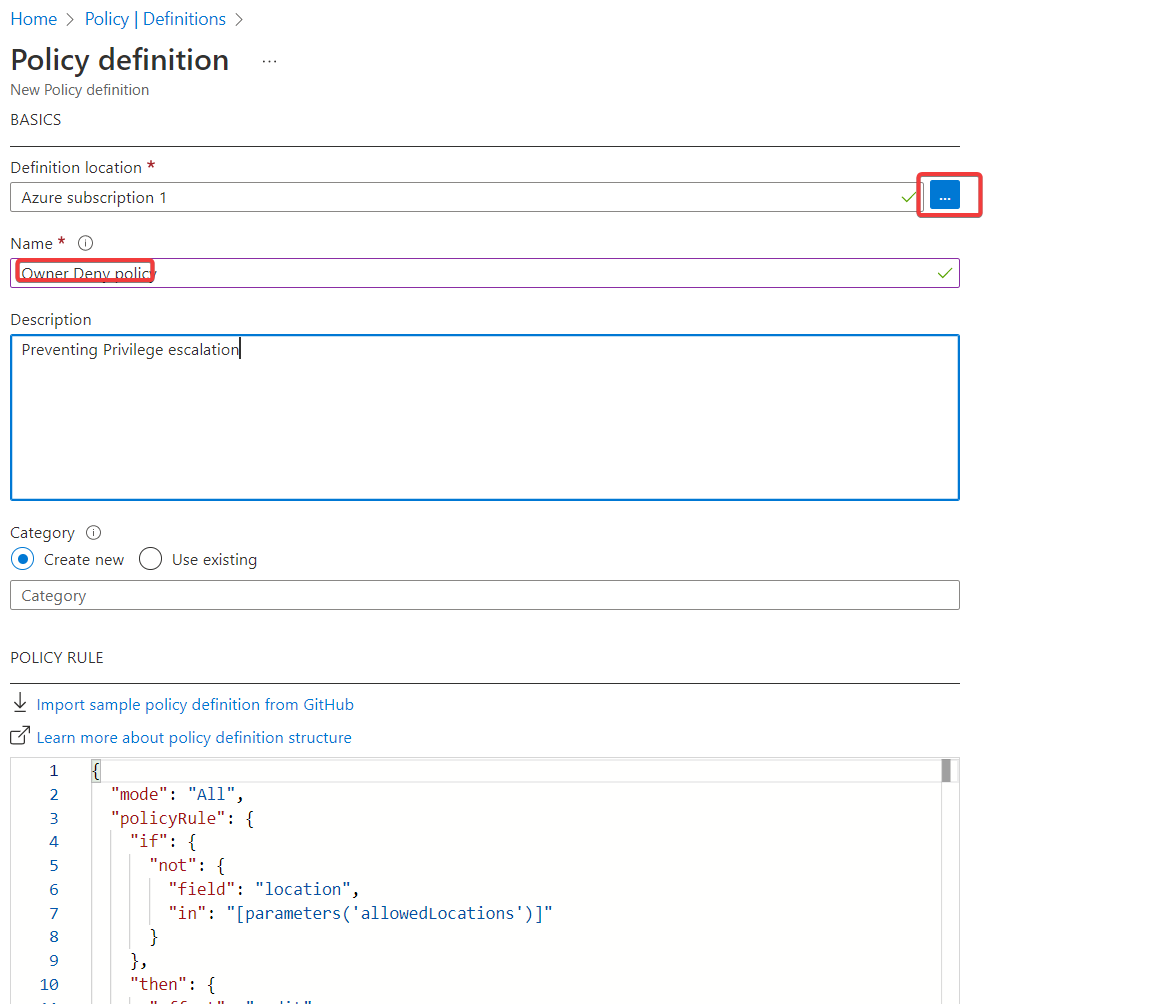 Home > Policy | Definitions >
Policy definition ...
New Policy definition
BASICS
Definition location *
Azure subscription 1
...
Name *
Owner Deny policy
Description
Preventing Privilege escalation
Category
Create new Use existing
Category
POLICY RULE
Import sample policy definition from GitHub
Learn more about policy definition structure
1 {
2 "mode": "All",
3 "policyRule": {
4 "if": {
5 "not": {
6 "field": "location",
7 "in": "[parameters('allowedLocations')]"
8 }
9 },
10 "then": {